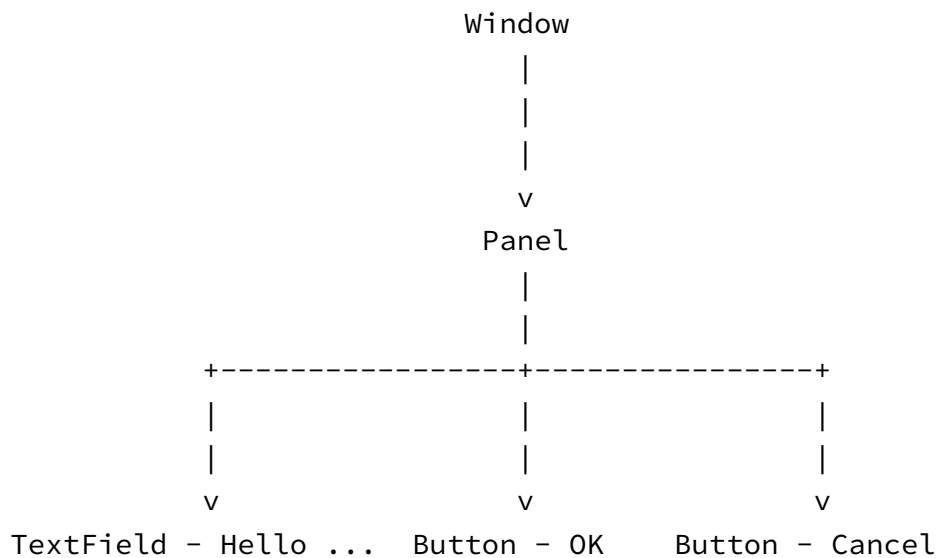 Window
|
|
|
v
Panel
|
|
+-----------------+----------------+
| | |
| | |
v v v
TextField - Hello ... Button - OK Button - Cancel